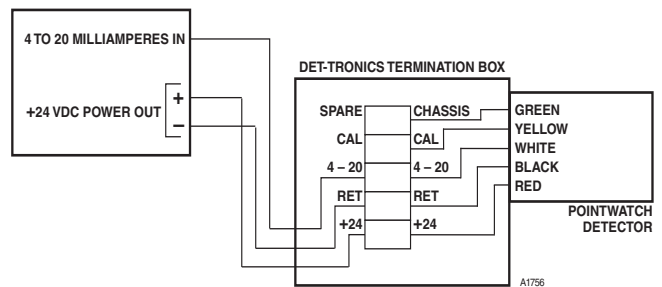 4 TO 20 MILLIAMPERES IN
+24 VDC POWER OUT
+
–
DET-TRONICS TERMINATION BOX
SPARE CHASSIS GREEN
CAL CAL YELLOW
4 – 20 4 – 20 WHITE
RET RET BLACK
+24 +24 RED
POINTWATCH
DETECTOR
A1756